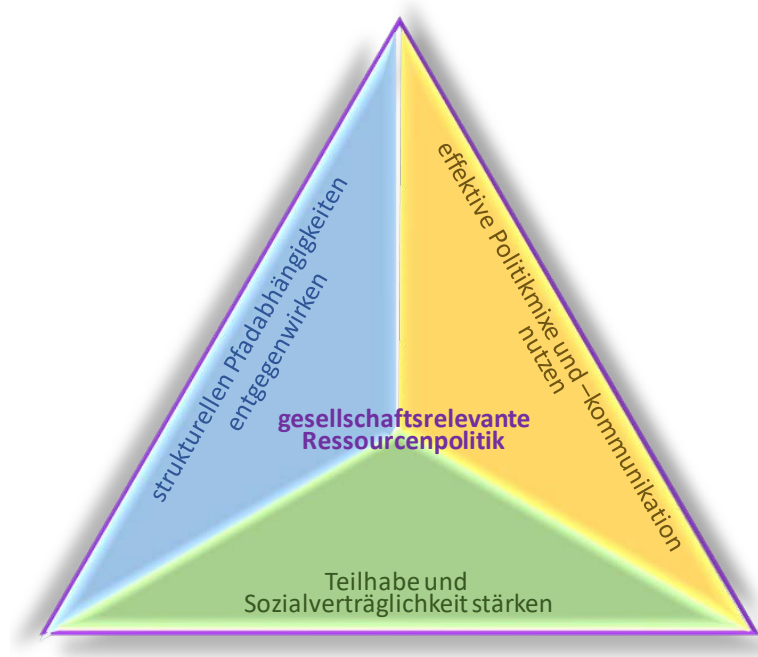 strukturellen Pfadabhängigkeiten
entgegenwirken
effektive Politikmixe und –kommunikation
nutzen
gesellschaftsrelevante
Ressourcenpolitik
Teilhabe und
Sozialverträglichkeit stärken